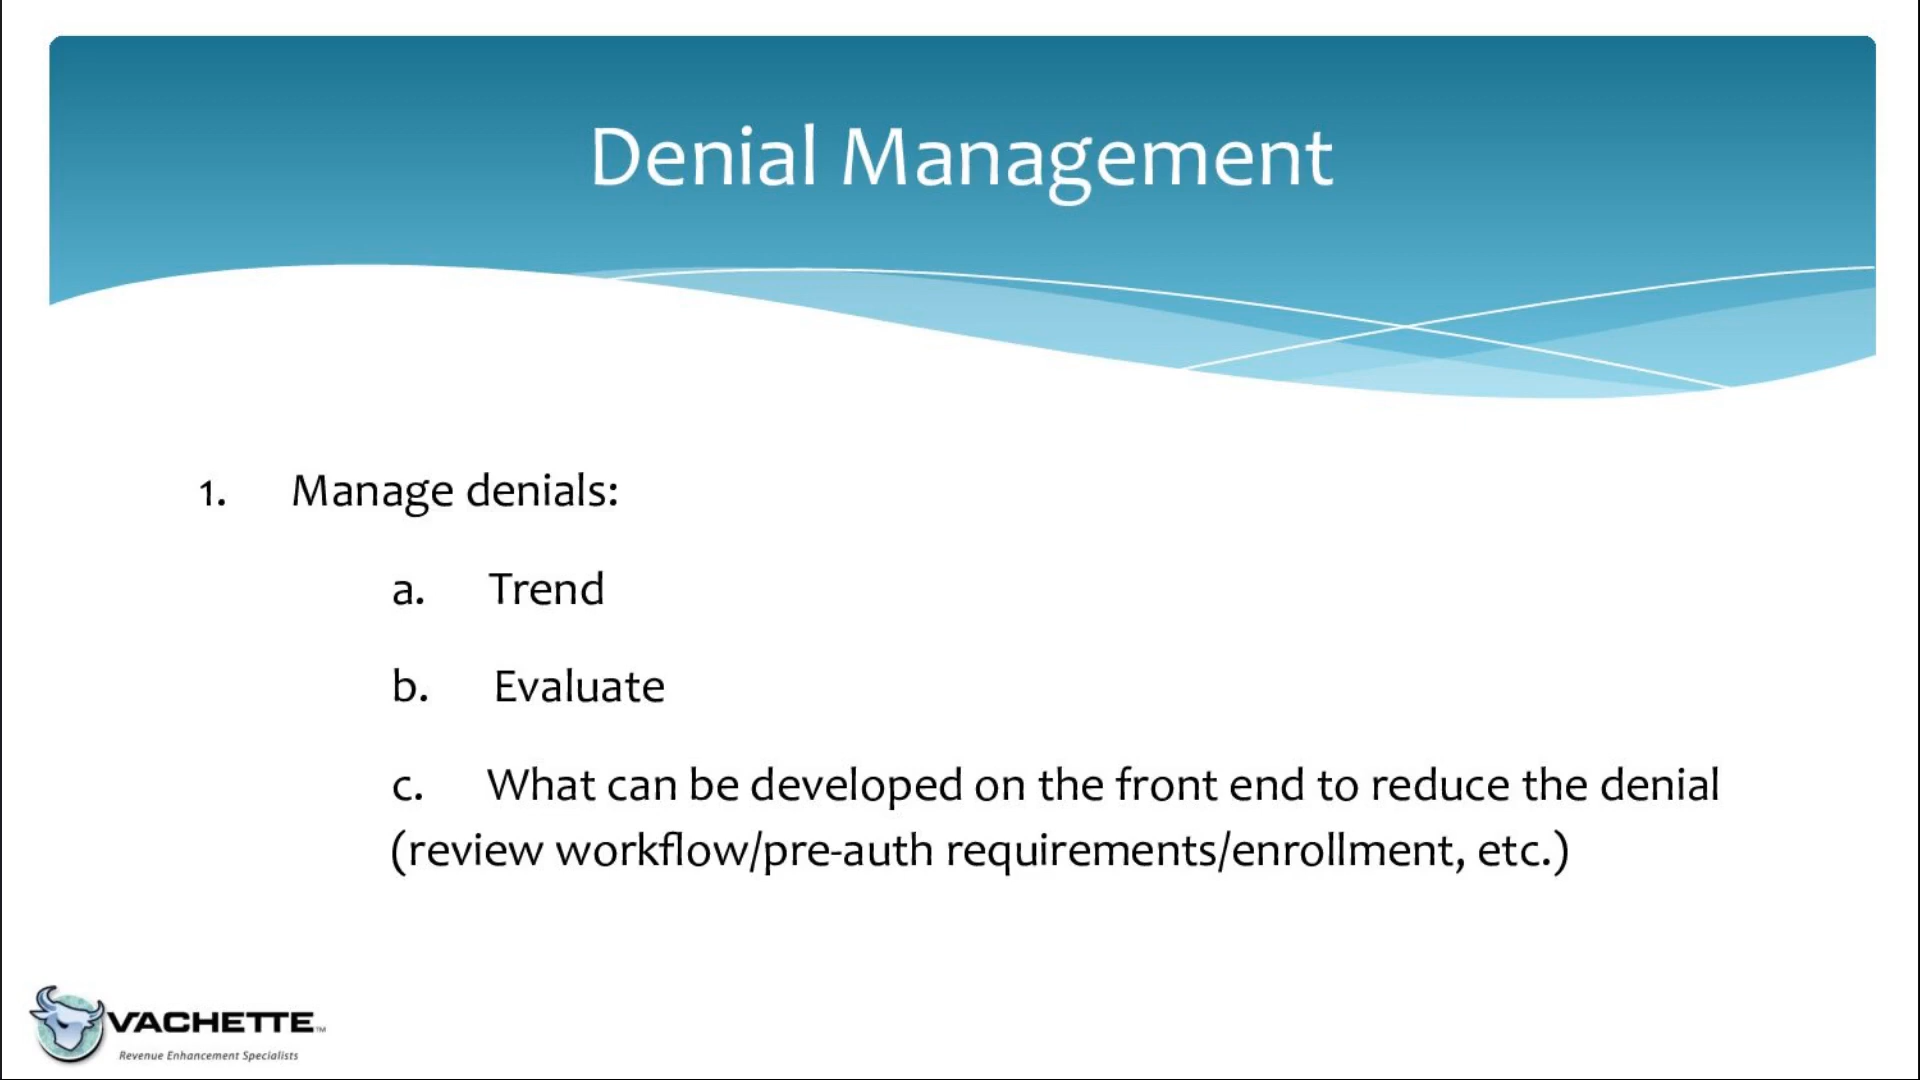 Denial Management
1. Manage denials:
a. Trend
b. Evaluate
c. What can be developed on the front end to reduce the denial
(review workflow/pre-auth requirements/enrollment, etc.)
VACHETTE™
Revenue Enhancement Specialists